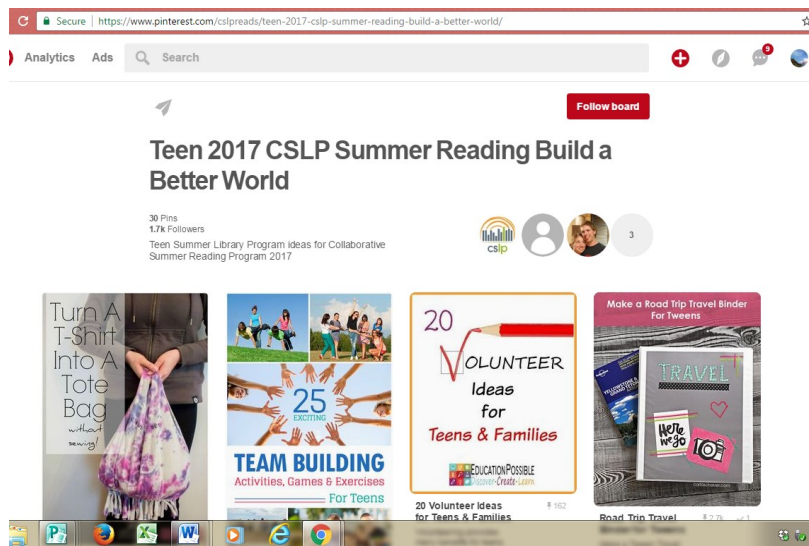 Secure | https://www.pinterest.com/cslpreads/teen-2017-cslp-summer-reading-build-a-better-world/
Analytics Ads Search
9
Follow board
Teen 2017 CSLP Summer Reading Build a
Better World
30 Pins
1.7k Followers
Teen Summer Library Program ideas for Collaborative
Summer Reading Program 2017
cslp
3
Turn A
T-Shirt
Into A
Tote
Bag
without
sewing!
25
EXCITING
TEAM BUILDING
Activities, Games & Exercises
For Teens
20
VOLUNTEER
Ideas
for
Teens & Families
EDUCATIONPOSSIBLE
Discover-Create-Learn
20 Volunteer Ideas
for Teens & Families
162
Make a Road Trip Travel Binder
For Tweens
YELLOWSTONE &
TRAVEL
Here
we go
Road Trip Travel
2.7k 1
Binder for Tweens